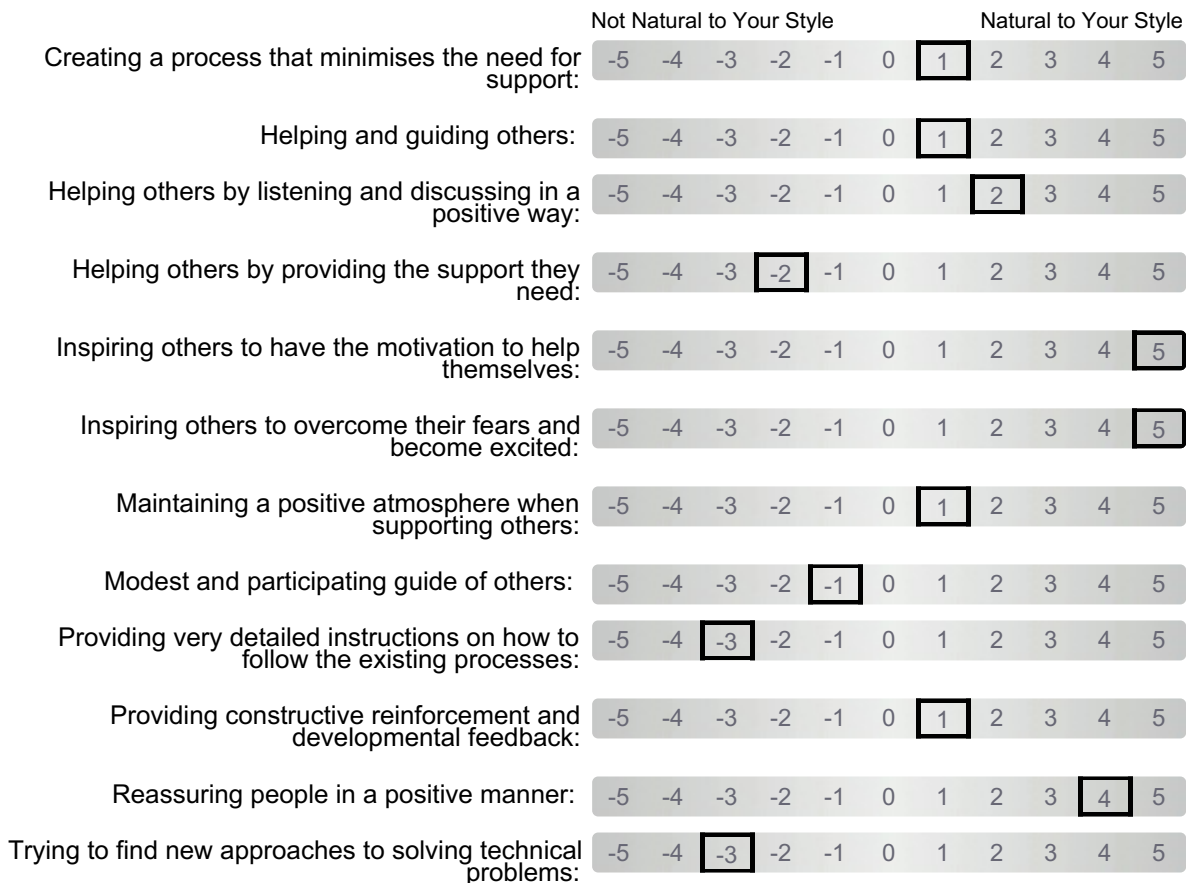 Not Natural to Your Style Natural to Your Style
Creating a process that minimises the need for
support:
-5 -4 -3 -2 -1 0 1 2 3 4 5
Helping and guiding others:
-5 -4 -3 -2 -1 0 1 2 3 4 5
Helping others by listening and discussing in a
positive way:
-5 -4 -3 -2 -1 0 1 2 3 4 5
Helping others by providing the support they
need:
-5 -4 -3 -2 -1 0 1 2 3 4 5
Inspiring others to have the motivation to help
themselves:
-5 -4 -3 -2 -1 0 1 2 3 4 5
Inspiring others to overcome their fears and
become excited:
-5 -4 -3 -2 -1 0 1 2 3 4 5
Maintaining a positive atmosphere when
supporting others:
-5 -4 -3 -2 -1 0 1 2 3 4 5
Modest and participating guide of others:
-5 -4 -3 -2 -1 0 1 2 3 4 5
Providing very detailed instructions on how to
follow the existing processes:
-5 -4 -3 -2 -1 0 1 2 3 4 5
Providing constructive reinforcement and
developmental feedback:
-5 -4 -3 -2 -1 0 1 2 3 4 5
Reassuring people in a positive manner:
-5 -4 -3 -2 -1 0 1 2 3 4 5
Trying to find new approaches to solving technical
problems:
-5 -4 -3 -2 -1 0 1 2 3 4 5